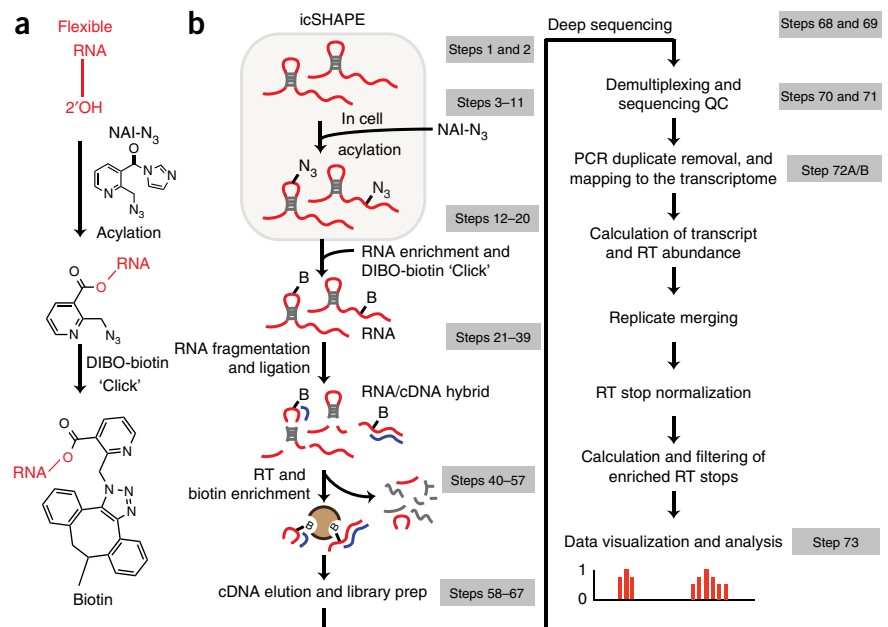 a
Flexible
RNA
2′OH
NAI-N3
O
N
N
N
N3
Acylation
O
O
RNA
N
N3
DIBO-biotin
‘Click’
O
O
RNA
N
N
N
N
Biotin
b
icSHAPE
Steps 1 and 2
Steps 3–11
In cell
acylation
NAI-N3
N3
N3
Steps 12–20
RNA enrichment and
DIBO-biotin ‘Click’
B
B
RNA
Steps 21–39
RNA fragmentation
and ligation
RNA/cDNA hybrid
B
B
RT and
biotin enrichment
Steps 40–57
B
B
cDNA elution and library prep
Steps 58–67
Deep sequencing
Steps 68 and 69
Demultiplexing and
sequencing QC
Steps 70 and 71
PCR duplicate removal, and
mapping to the transcriptome
Step 72A/B
Calculation of transcript
and RT abundance
Replicate merging
RT stop normalization
Calculation and filtering of
enriched RT stops
Data visualization and analysis
Step 73
1
0